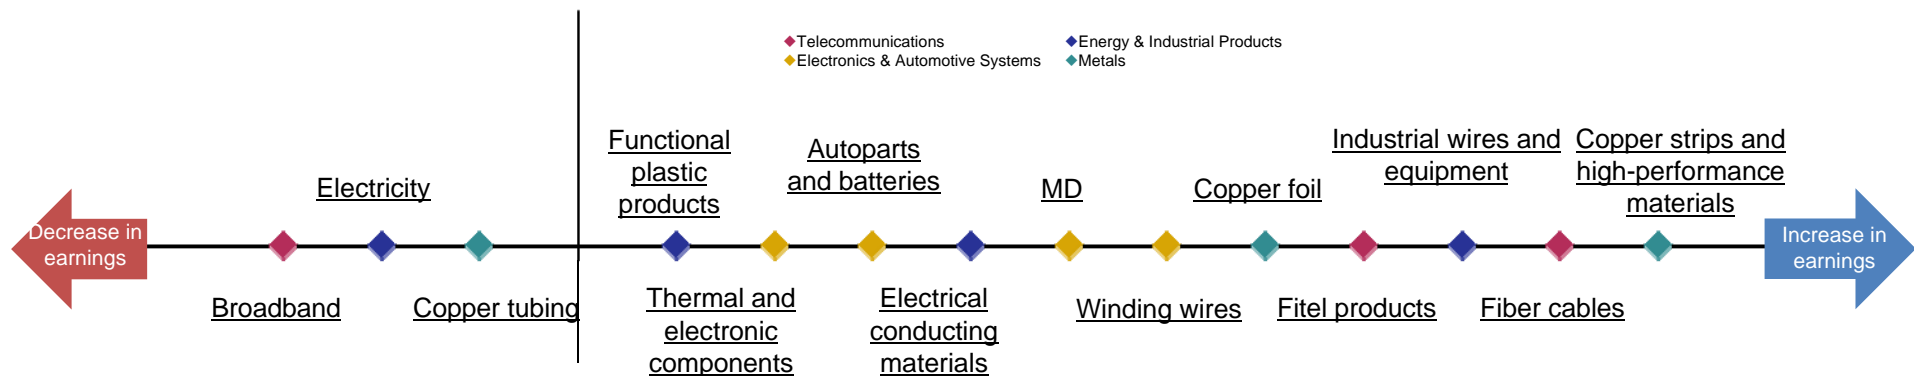 Telecommunications
Energy & Industrial Products
Electronics & Automotive Systems
Metals
Decrease in
earnings
Broadband
Electricity
Copper tubing
Functional
plastic
products
Thermal and
electronic
components
Autoparts
and batteries
Electrical
conducting
materials
MD
Winding wires
Copper foil
Fitel products
Industrial wires and
equipment
Fiber cables
Copper strips and
high-performance
materials
Increase in
earnings